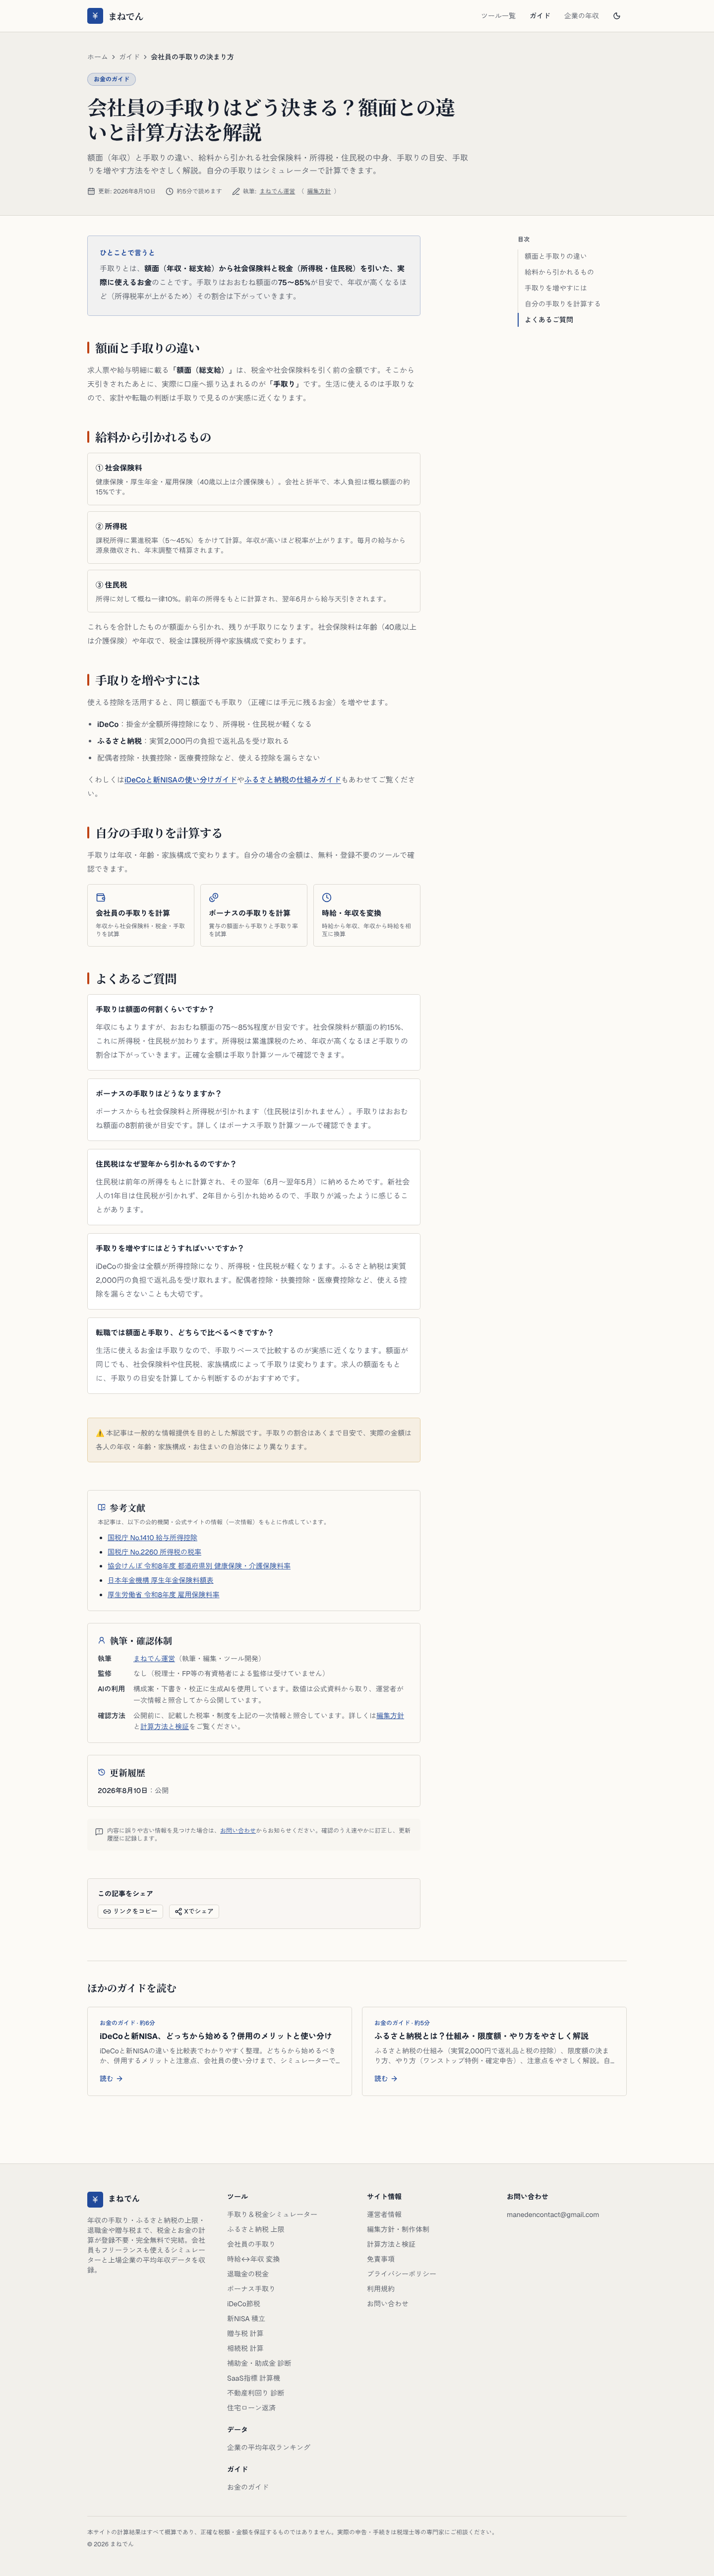 ¥ まねでん
ツール一覧 ガイド 企業の年収
ホーム > ガイド > 会社員の手取りの決まり方
お金のガイド
会社員の手取りはどう決まる？額面との違
いと計算方法を解説
額面（年収）と手取りの違い、給料から引かれる社会保険料・所得税・住民税の中身、手取りの目安、手取
りを増やす方法をやさしく解説。自分の手取りはシミュレーターで計算できます。
更新: 2026年8月10日 約5分で読めます 執筆: まねでん運営 （ 編集方針 ）
目次
額面と手取りの違い
給料から引かれるもの
手取りを増やすには
自分の手取りを計算する
よくあるご質問
ひとことで言うと
手取りとは、額面（年収・総支給）から社会保険料と税金（所得税・住民税）を引いた、実
際に使えるお金のことです。手取りはおおむね額面の75〜85%が目安で、年収が高くなるほ
ど（所得税率が上がるため）その割合は下がっていきます。
額面と手取りの違い
求人票や給与明細に載る「額面（総支給）」は、税金や社会保険料を引く前の金額です。そこから
天引きされたあとに、実際に口座へ振り込まれるのが「手取り」です。生活に使えるのは手取りな
ので、家計や転職の判断は手取りで見るのが実感に近くなります。
給料から引かれるもの
① 社会保険料
健康保険・厚生年金・雇用保険（40歳以上は介護保険も）。会社と折半で、本人負担は概ね額面の約
15%です。
② 所得税
課税所得に累進税率（5〜45%）をかけて計算。年収が高いほど税率が上がります。毎月の給与から
源泉徴収され、年末調整で精算されます。
③ 住民税
所得に対して概ね一律10%。前年の所得をもとに計算され、翌年6月から給与天引きされます。
これらを合計したものが額面から引かれ、残りが手取りになります。社会保険料は年齢（40歳以上
は介護保険）や年収で、税金は課税所得や家族構成で変わります。
手取りを増やすには
使える控除を活用すると、同じ額面でも手取り（正確には手元に残るお金）を増やせます。
• iDeCo：掛金が全額所得控除になり、所得税・住民税が軽くなる
• ふるさと納税：実質2,000円の負担で返礼品を受け取れる
• 配偶者控除・扶養控除・医療費控除など、使える控除を漏らさない
くわしくはiDeCoと新NISAの使い分けガイドやふるさと納税の仕組みガイドもあわせてご覧くださ
い。
自分の手取りを計算する
手取りは年収・年齢・家族構成で変わります。自分の場合の金額は、無料・登録不要のツールで確
認できます。
会社員の手取りを計算
年収から社会保険料・税金・手取
りを試算
ボーナスの手取りを計算
賞与の額面から手取りと手取り率
を試算
時給・年収を変換
時給から年収、年収から時給を相
互に換算
よくあるご質問
手取りは額面の何割くらいですか？
年収にもよりますが、おおむね額面の75〜85%程度が目安です。社会保険料が額面の約15%、
これに所得税・住民税が加わります。所得税は累進課税のため、年収が高くなるほど手取りの
割合は下がっていきます。正確な金額は手取り計算ツールで確認できます。
ボーナスの手取りはどうなりますか？
ボーナスからも社会保険料と所得税が引かれます（住民税は引かれません）。手取りはおおむ
ね額面の8割前後が目安です。詳しくはボーナス手取り計算ツールで確認できます。
住民税はなぜ翌年から引かれるのですか？
住民税は前年の所得をもとに計算され、その翌年（6月〜翌年5月）に納めるためです。新社会
人の1年目は住民税が引かれず、2年目から引かれ始めるので、手取りが減ったように感じるこ
とがあります。
手取りを増やすにはどうすればいいですか？
iDeCoの掛金は全額が所得控除になり、所得税・住民税が軽くなります。ふるさと納税は実質
2,000円の負担で返礼品を受け取れます。配偶者控除・扶養控除・医療費控除など、使える控
除を漏らさないことも大切です。
転職では額面と手取り、どちらで比べるべきですか？
生活に使えるお金は手取りなので、手取りベースで比較するのが実感に近くなります。額面が
同じでも、社会保険料や住民税、家族構成によって手取りは変わります。求人の額面をもと
に、手取りの目安を計算してから判断するのがおすすめです。
⚠️ 本記事は一般的な情報提供を目的とした解説です。手取りの割合はあくまで目安で、実際の金額は
各人の年収・年齢・家族構成・お住まいの自治体により異なります。
参考文献
本記事は、以下の公的機関・公式サイトの情報（一次情報）をもとに作成しています。
• 国税庁 No.1410 給与所得控除
• 国税庁 No.2260 所得税の税率
• 協会けんぽ 令和8年度 都道府県別 健康保険・介護保険料率
• 日本年金機構 厚生年金保険料額表
• 厚生労働省 令和8年度 雇用保険料率
執筆・確認体制
執筆 まねでん運営（執筆・編集・ツール開発）
監修 なし（税理士・FP等の有資格者による監修は受けていません）
AIの利用 構成案・下書き・校正に生成AIを使用しています。数値は公式資料から取り、運営者が
一次情報と照合してから公開しています。
確認方法 公開前に、記載した税率・制度を上記の一次情報と照合しています。詳しくは編集方針
と計算方法と検証をご覧ください。
更新履歴
2026年8月10日：公開
内容に誤りや古い情報を見つけた場合は、お問い合わせからお知らせください。確認のうえ速やかに訂正し、更新
履歴に記録します。
この記事をシェア
リンクをコピー Xでシェア
ほかのガイドを読む
お金のガイド · 約6分
iDeCoと新NISA、どっちから始める？併用のメリットと使い分け
iDeCoと新NISAの違いを比較表でわかりやすく整理。どちらから始めるべき
か、併用するメリットと注意点、会社員の使い分けまで、シミュレーターで...
読む →
お金のガイド · 約5分
ふるさと納税とは？仕組み・限度額・やり方をやさしく解説
ふるさと納税の仕組み（実質2,000円で返礼品と税の控除）、限度額の決ま
り方、やり方（ワンストップ特例・確定申告）、注意点をやさしく解説。自...
読む →
¥ まねでん
年収の手取り・ふるさと納税の上限・
退職金や贈与税まで、税金とお金の計
算が登録不要・完全無料で完結。会社
員もフリーランスも使えるシミュレー
ターと上場企業の平均年収データを収
録。
ツール
手取り＆税金シミュレーター
ふるさと納税 上限
会社員の手取り
時給⇔年収 変換
退職金の税金
ボーナス手取り
iDeCo節税
新NISA 積立
贈与税 計算
相続税 計算
補助金・助成金 診断
SaaS指標 計算機
不動産利回り 診断
住宅ローン返済
データ
企業の平均年収ランキング
ガイド
お金のガイド
サイト情報
運営者情報
編集方針・制作体制
計算方法と検証
免責事項
プライバシーポリシー
利用規約
お問い合わせ
お問い合わせ
manedencontact@gmail.com
本サイトの計算結果はすべて概算であり、正確な税額・金額を保証するものではありません。実際の申告・手続きは税理士等の専門家にご相談ください。
© 2026 まねでん